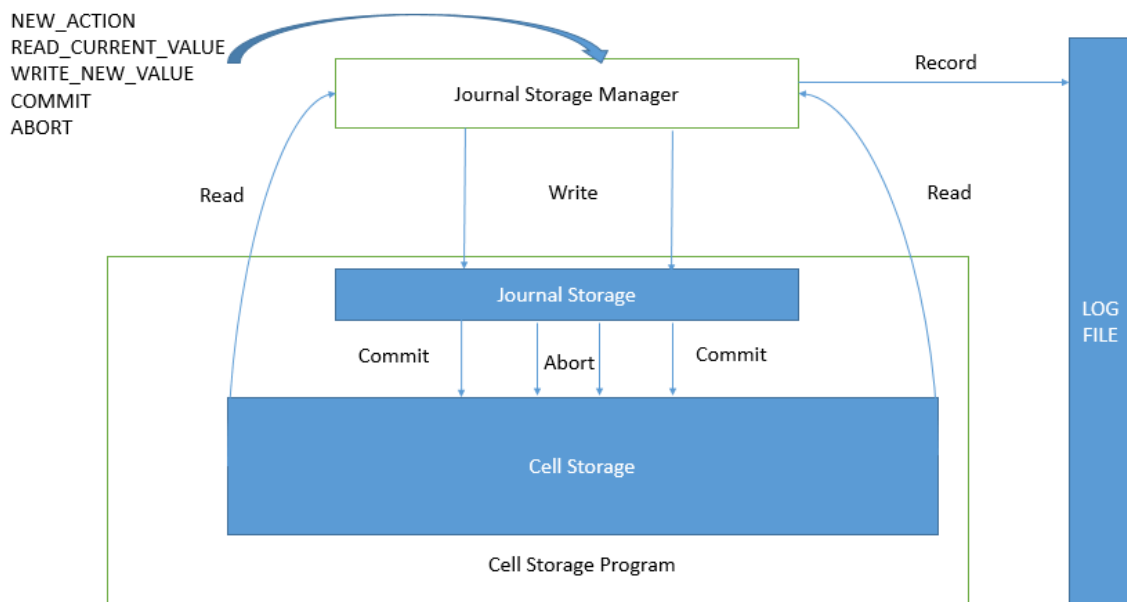 NEW_ACTION
READ_CURRENT_VALUE
WRITE_NEW_VALUE
COMMIT
ABORT
Journal Storage Manager
Record
Read
Write
Read
Journal Storage
LOG
FILE
Commit
Abort
Commit
Cell Storage
Cell Storage Program